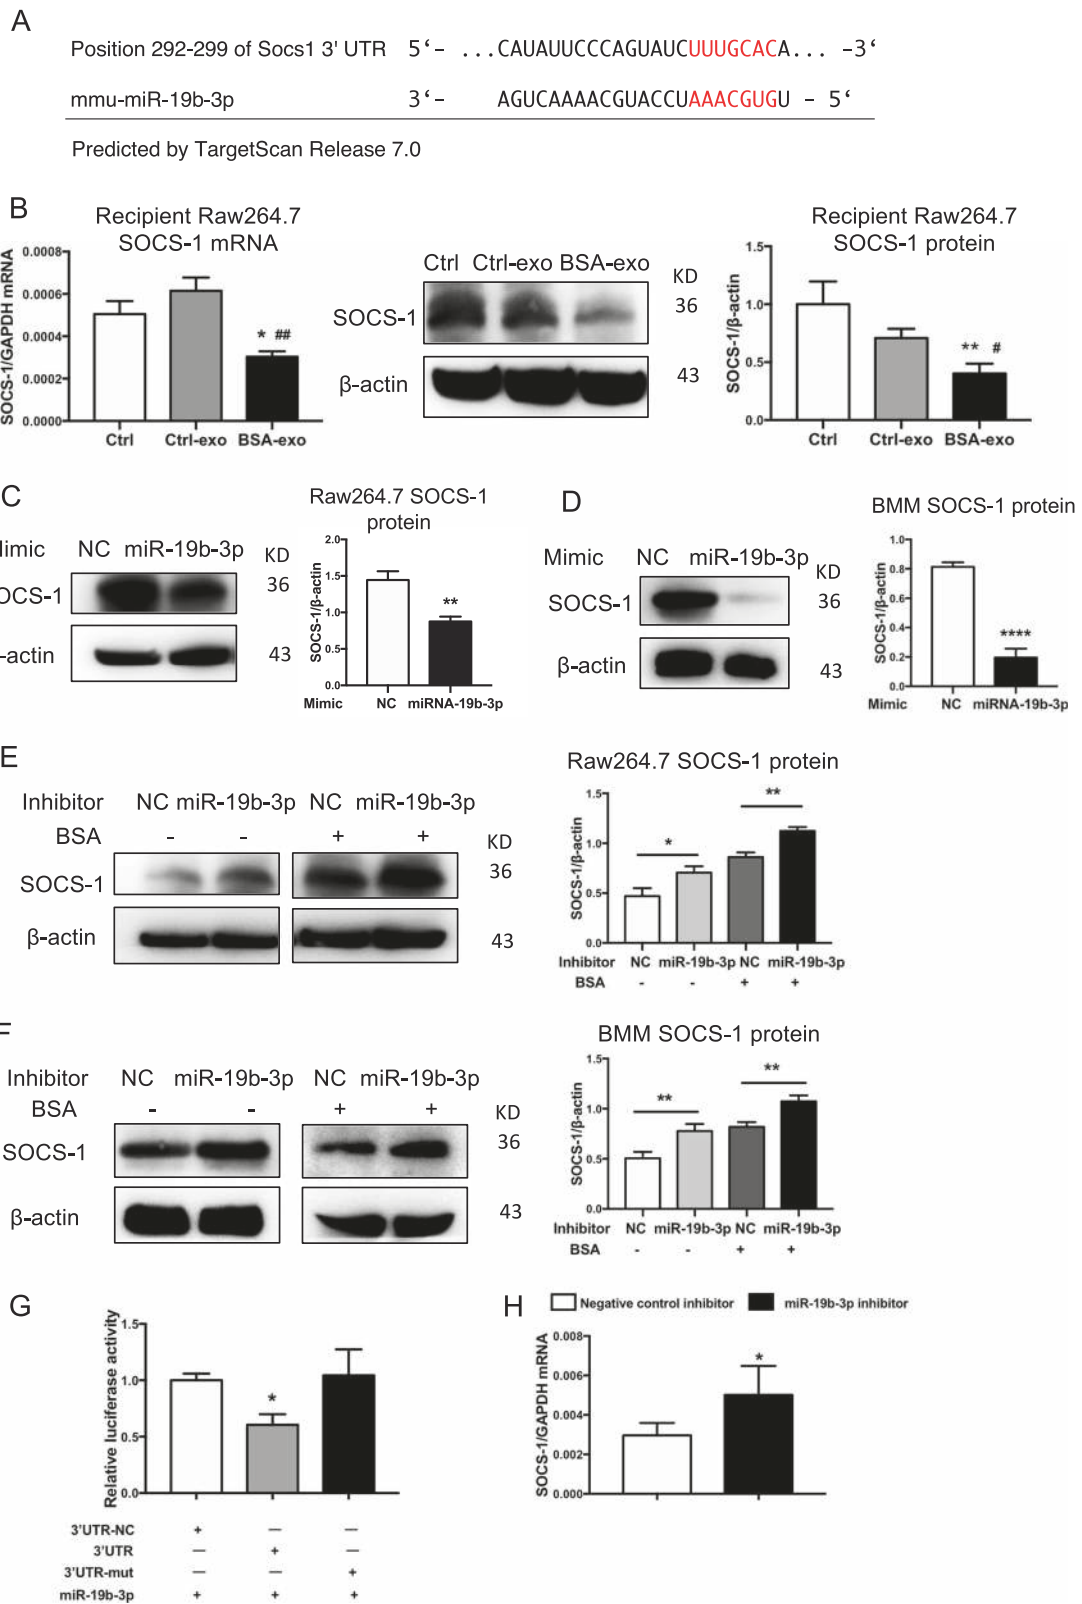 A
Position 292-299 of Socs1 3' UTR 5‘- ...CAUAUUCCCAGUAUCUUUGCACA... -3‘
mmu-miR-19b-3p 3‘- AGUCAAAACGUACCUAAACGUGU - 5‘
Predicted by TargetScan Release 7.0
B
Recipient Raw264.7
SOCS-1 mRNA
SOCS-1/GAPDH mRNA
0.0008
0.0006
0.0004
0.0002
0.0000
* ##
Ctrl Ctrl-exo BSA-exo
Ctrl Ctrl-exo BSA-exo
KD
SOCS-1 36
β-actin 43
Recipient Raw264.7
SOCS-1 protein
SOCS-1/β-actin
1.5
1.0
0.5
0.0
** #
Ctrl Ctrl-exo BSA-exo
C
Mimic NC miR-19b-3p KD
SOCS-1 36
β-actin 43
Raw264.7 SOCS-1
protein
SOCS-1/β-actin
2.0
1.5
1.0
0.5
0.0
**
Mimic NC miRNA-19b-3p
D
Mimic NC miR-19b-3p KD
SOCS-1 36
β-actin 43
BMM SOCS-1 protein
SOCS-1/β-actin
1.0
0.8
0.6
0.4
0.2
0.0
****
Mimic NC miRNA-19b-3p
E
Inhibitor NC miR-19b-3p NC miR-19b-3p
BSA - - + + KD
SOCS-1 36
β-actin 43
Raw264.7 SOCS-1 protein
SOCS-1/β-actin
1.5
1.0
0.5
0.0
* **
Inhibitor NC miR-19b-3p NC miR-19b-3p
BSA - - + +
F
Inhibitor NC miR-19b-3p NC miR-19b-3p
BSA - - + + KD
SOCS-1 36
β-actin 43
BMM SOCS-1 protein
SOCS-1/β-actin
1.5
1.0
0.5
0.0
** **
Inhibitor NC miR-19b-3p NC miR-19b-3p
BSA - - + +
G
Relative luciferase activity
1.5
1.0
0.5
0.0
*
3'UTR-NC + — —
3'UTR — + —
3'UTR-mut — — +
miR-19b-3p + + +
H
Negative control inhibitor miR-19b-3p inhibitor
SOCS-1/GAPDH mRNA
0.008
0.006
0.004
0.002
0.000
*